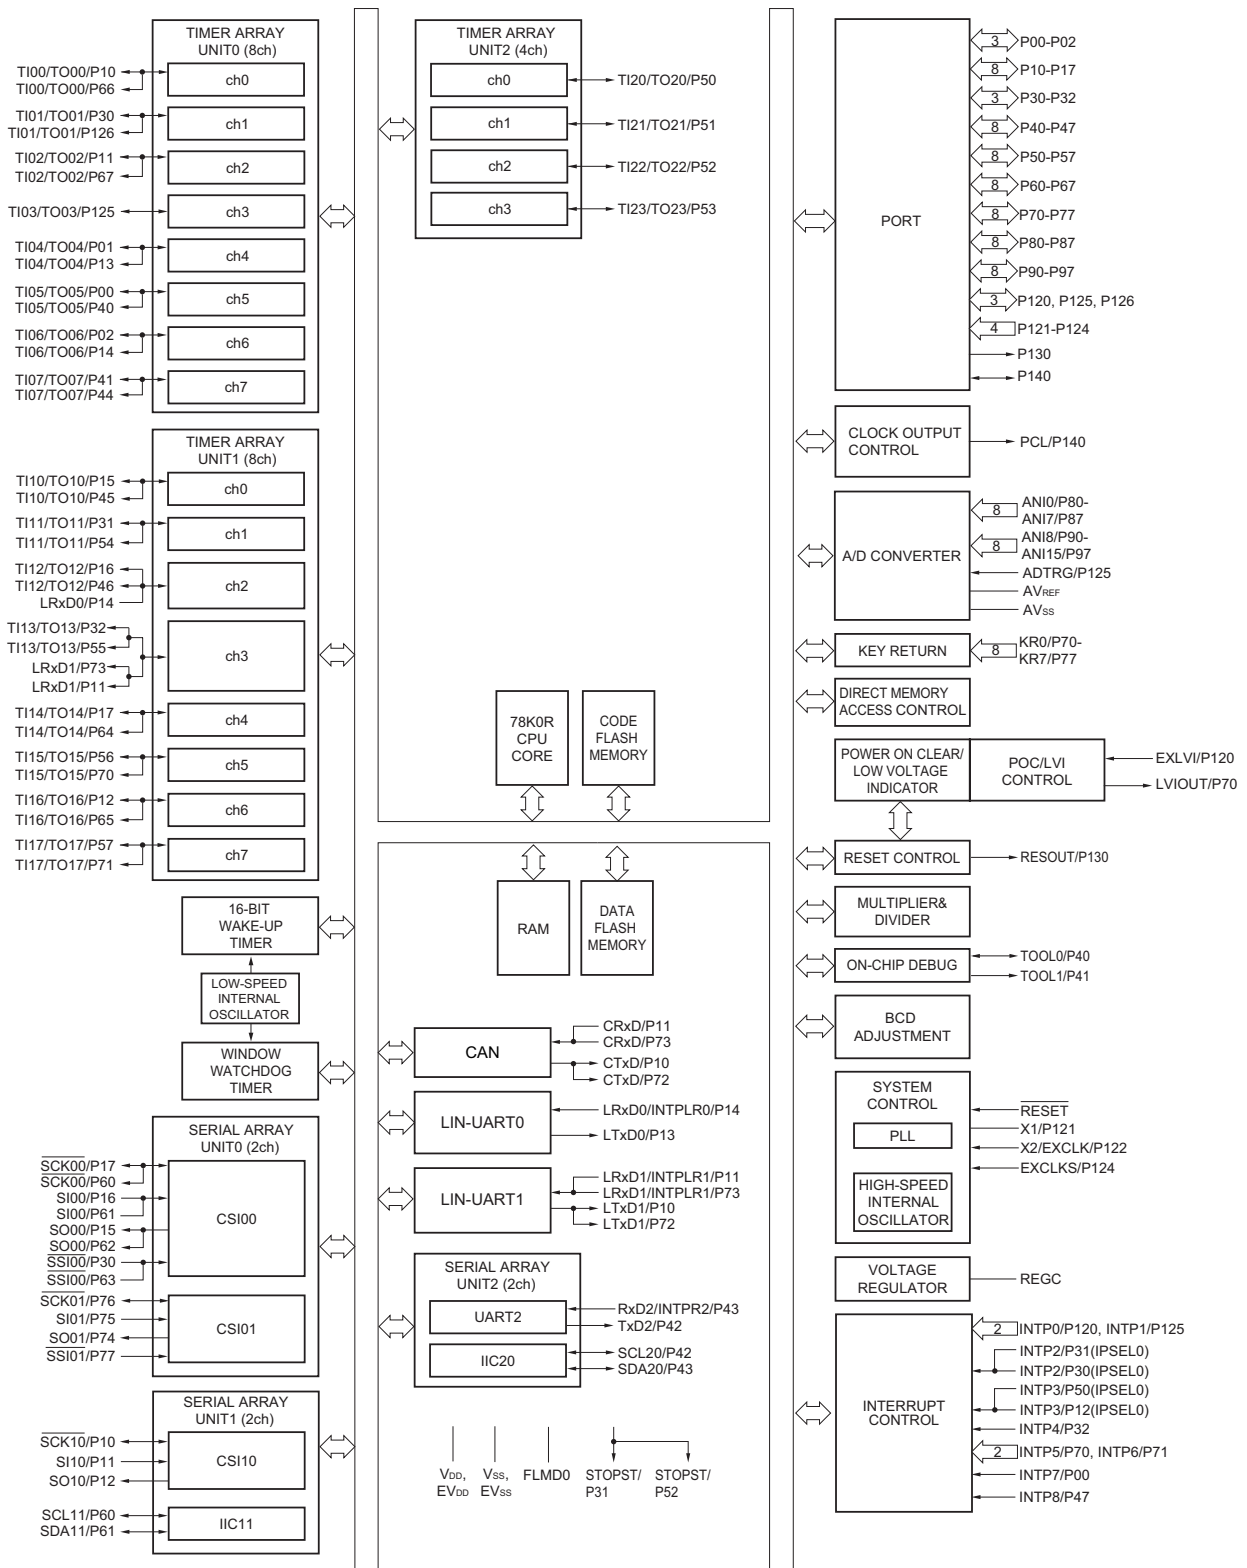 TIMER ARRAY
UNIT0 (8ch)
TI00/TO00/P10
TI00/TO00/P66
ch0
TI01/TO01/P30
TI01/TO01/P126
ch1
TI02/TO02/P11
TI02/TO02/P67
ch2
TI03/TO03/P125
ch3
TI04/TO04/P01
TI04/TO04/P13
ch4
TI05/TO05/P00
TI05/TO05/P40
ch5
TI06/TO06/P02
TI06/TO06/P14
ch6
TI07/TO07/P41
TI07/TO07/P44
ch7
TIMER ARRAY
UNIT1 (8ch)
TI10/TO10/P15
TI10/TO10/P45
ch0
TI11/TO11/P31
TI11/TO11/P54
ch1
TI12/TO12/P16
TI12/TO12/P46
LRxD0/P14
ch2
TI13/TO13/P32
TI13/TO13/P55
LRxD1/P73
LRxD1/P11
ch3
TI14/TO14/P17
TI14/TO14/P64
ch4
TI15/TO15/P56
TI15/TO15/P70
ch5
TI16/TO16/P12
TI16/TO16/P65
ch6
TI17/TO17/P57
TI17/TO17/P71
ch7
16-BIT
WAKE-UP
TIMER
LOW-SPEED
INTERNAL
OSCILLATOR
WINDOW
WATCHDOG
TIMER
SERIAL ARRAY
UNIT0 (2ch)
SCK00/P17
SCK00/P60
SI00/P16
SI00/P61
SO00/P15
SO00/P62
SSI00/P30
SSI00/P63
CSI00
SCK01/P76
SI01/P75
SO01/P74
SSI01/P77
CSI01
SERIAL ARRAY
UNIT1 (2ch)
SCK10/P10
SI10/P11
SO10/P12
CSI10
SCL11/P60
SDA11/P61
IIC11
TIMER ARRAY
UNIT2 (4ch)
ch0
TI20/TO20/P50
ch1
TI21/TO21/P51
ch2
TI22/TO22/P52
ch3
TI23/TO23/P53
78K0R
CPU
CORE
CODE
FLASH
MEMORY
RAM
DATA
FLASH
MEMORY
CAN
CRxD/P11
CRxD/P73
CTxD/P10
CTxD/P72
LIN-UART0
LRxD0/INTPLR0/P14
LTxD0/P13
LIN-UART1
LRxD1/INTPLR1/P11
LRxD1/INTPLR1/P73
LTxD1/P10
LTxD1/P72
SERIAL ARRAY
UNIT2 (2ch)
UART2
RxD2/INTPR2/P43
TxD2/P42
IIC20
SCL20/P42
SDA20/P43
VDD,
EVDD
VSS,
EVSS
FLMD0
STOPST/
P31
STOPST/
P52
PORT
3 P00-P02
8 P10-P17
3 P30-P32
8 P40-P47
8 P50-P57
8 P60-P67
8 P70-P77
8 P80-P87
8 P90-P97
3 P120, P125, P126
4 P121-P124
P130
P140
CLOCK OUTPUT
CONTROL
PCL/P140
A/D CONVERTER
8 ANI0/P80-
ANI7/P87
8 ANI8/P90-
ANI15/P97
ADTRG/P125
AVREF
AVSS
KEY RETURN
8 KR0/P70-
KR7/P77
DIRECT MEMORY
ACCESS CONTROL
POWER ON CLEAR/
LOW VOLTAGE
INDICATOR
POC/LVI
CONTROL
EXLVI/P120
LVIOUT/P70
RESET CONTROL
RESOUT/P130
MULTIPLIER&
DIVIDER
ON-CHIP DEBUG
TOOL0/P40
TOOL1/P41
BCD
ADJUSTMENT
SYSTEM
CONTROL
PLL
HIGH-SPEED
INTERNAL
OSCILLATOR
RESET
X1/P121
X2/EXCLK/P122
EXCLKS/P124
VOLTAGE
REGULATOR
REGC
INTERRUPT
CONTROL
2 INTP0/P120, INTP1/P125
INTP2/P31(IPSEL0)
INTP2/P30(IPSEL0)
INTP3/P50(IPSEL0)
INTP3/P12(IPSEL0)
INTP4/P32
2 INTP5/P70, INTP6/P71
INTP7/P00
INTP8/P47